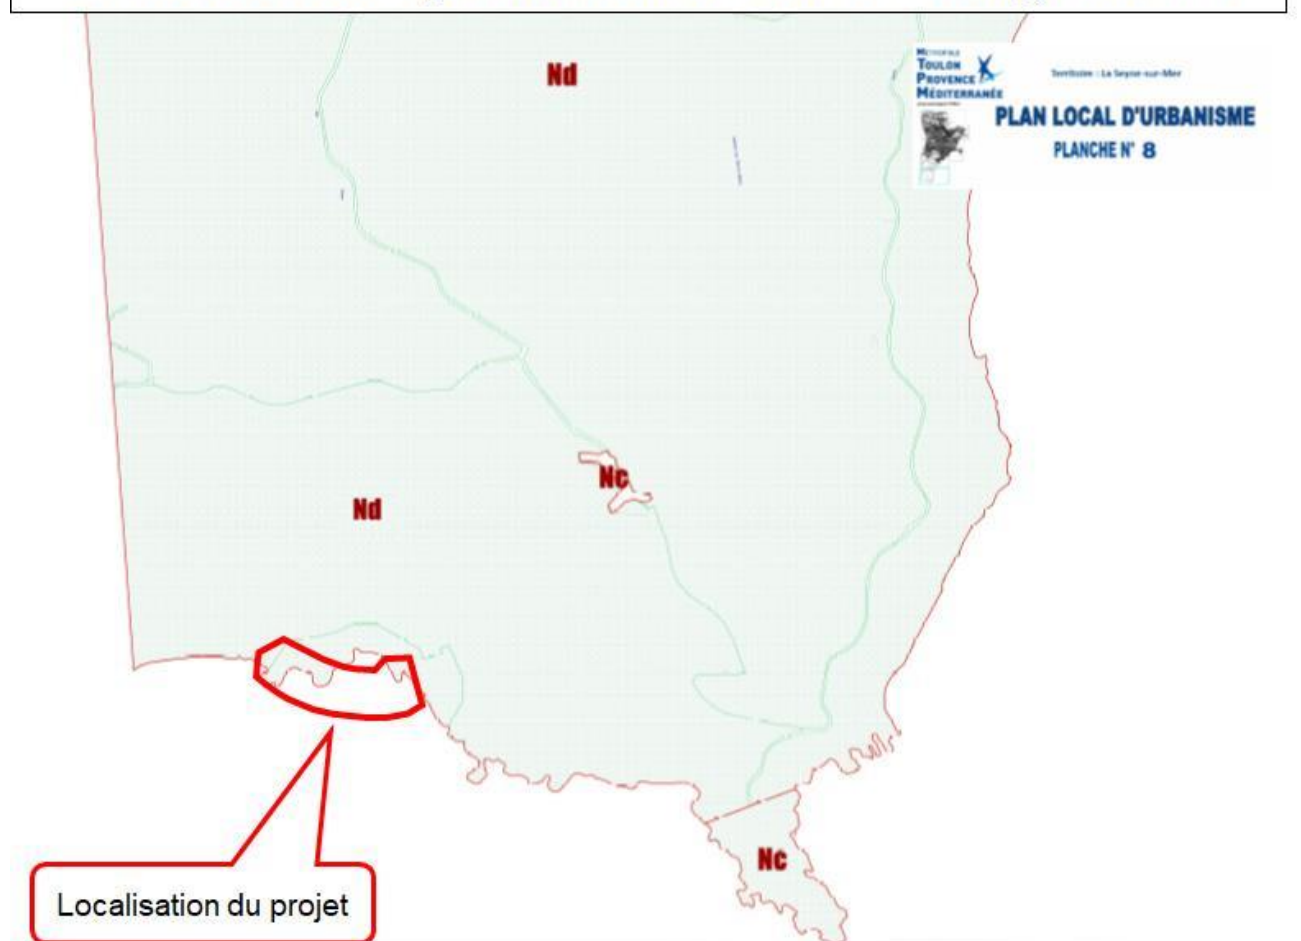 Nd
MÉTROPOLE
TOULON
PROVENCE
MÉDITERRANÉE
Territoire : La Seyne-sur-Mer
PLAN LOCAL D'URBANISME
PLANCHE N° 8
Nc
Nd
Nc
Localisation du projet